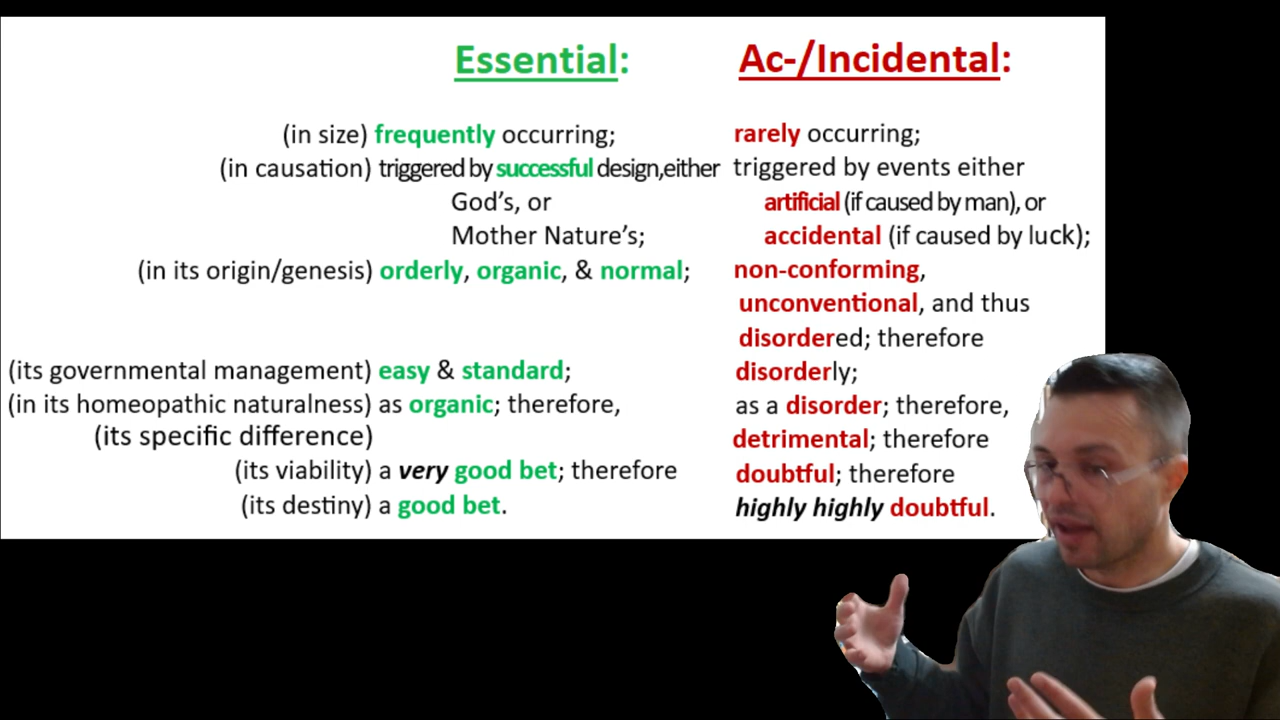 Essential: Ac-/Incidental:
(in size) frequently occurring; rarely occurring;
(in causation) triggered by successful design,either triggered by events either
God's, or artificial (if caused by man), or
Mother Nature's; accidental (if caused by luck);
(in its origin/genesis) orderly, organic, & normal; non-conforming,
unconventional, and thus
disordered; therefore
(its governmental management) easy & standard; disorderly;
(in its homeopathic naturalness) as organic; therefore, as a disorder; therefore,
(its specific difference) detrimental; therefore
(its viability) a very good bet; therefore doubtful; therefore
(its destiny) a good bet. highly highly doubtful.